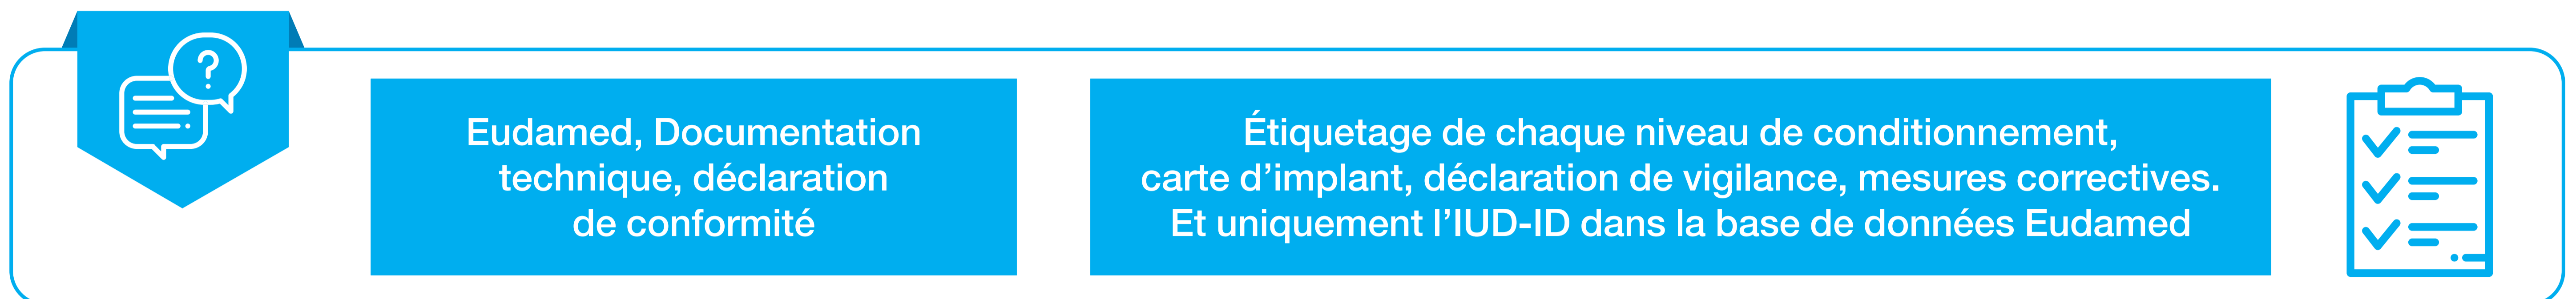 Eudamed, Documentation
technique, déclaration
de conformité
Étiquetage de chaque niveau de conditionnement,
carte d’implant, déclaration de vigilance, mesures correctives.
Et uniquement l’IUD-ID dans la base de données Eudamed